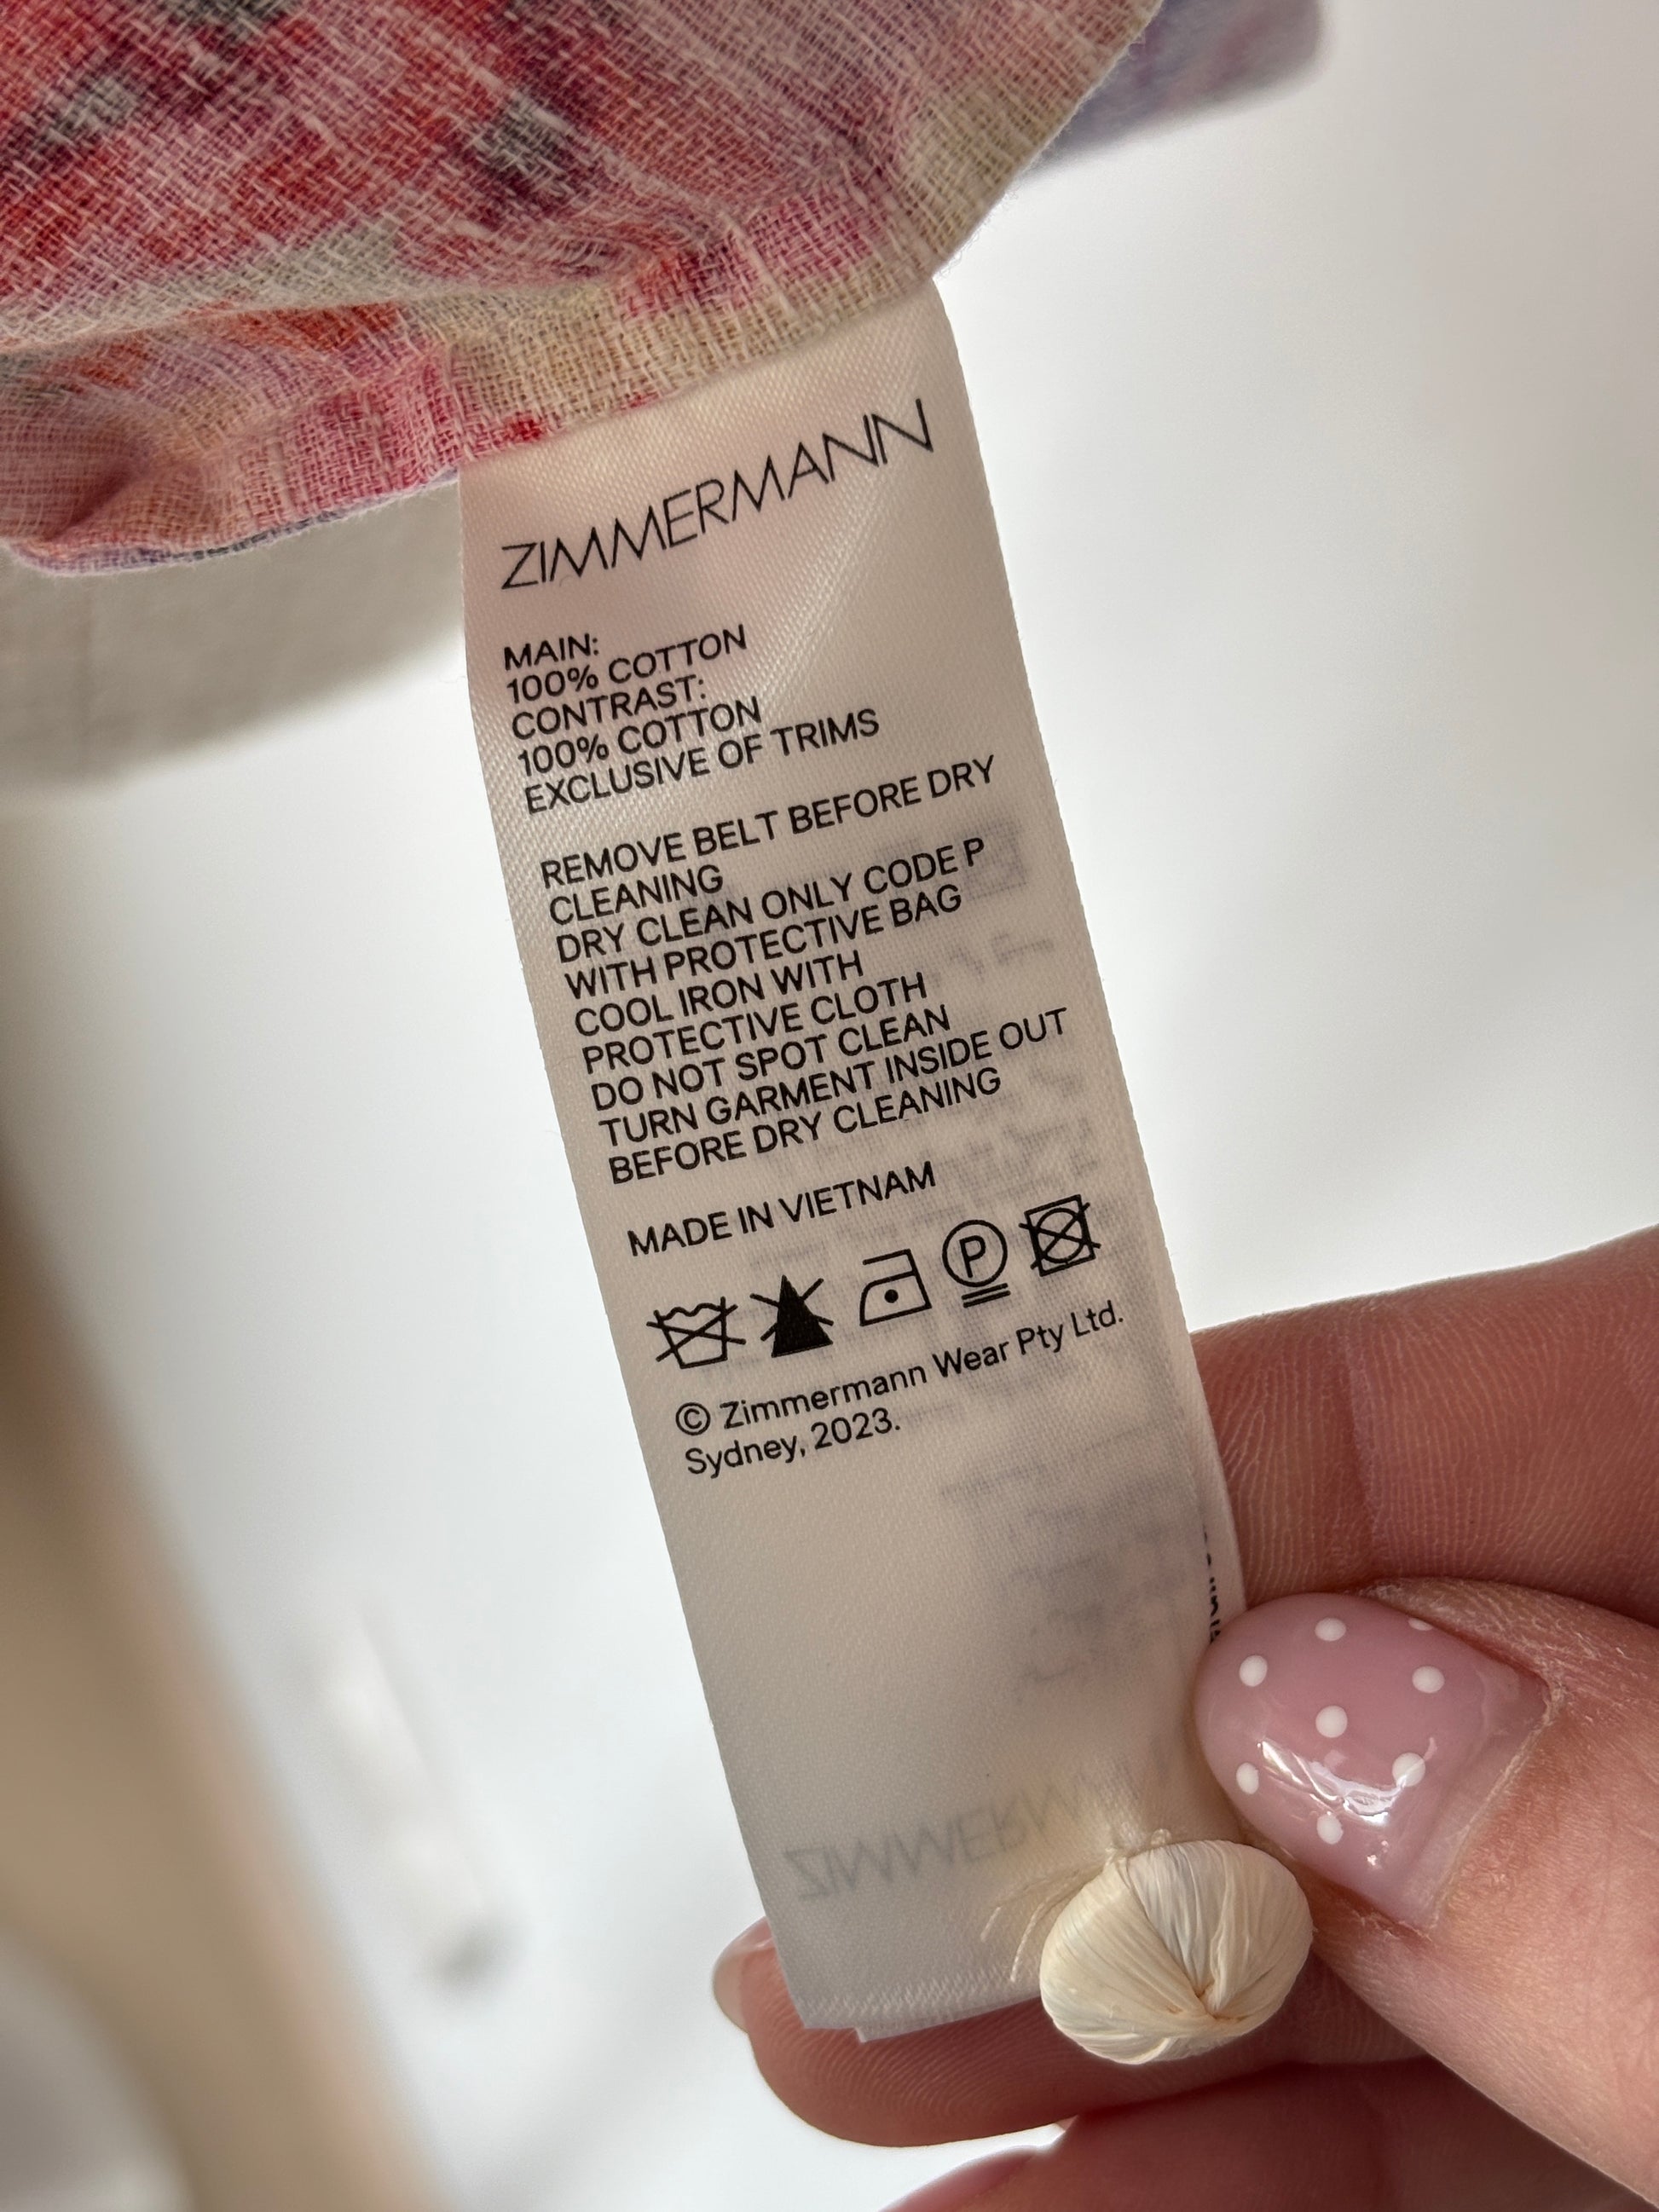 ZIMMERMANN
MAIN:
100% COTTON
CONTRAST:
100% COTTON
EXCLUSIVE OF TRIMS
REMOVE BELT BEFORE DRY
CLEANING
DRY CLEAN ONLY CODE P
WITH PROTECTIVE BAG
COOL IRON WITH
PROTECTIVE CLOTH
DO NOT SPOT CLEAN
TURN GARMENT INSIDE OUT
BEFORE DRY CLEANING
MADE IN VIETNAM
P
© Zimmermann Wear Pty Ltd.
Sydney, 2023.